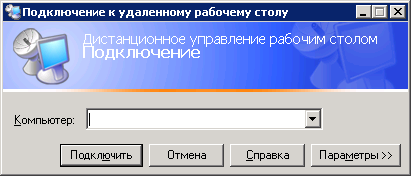 Подключение к удаленному рабочему столу
Дистанционное управление рабочим столом
Подключение
Компьютер:
Подключить Отмена Справка Параметры >>